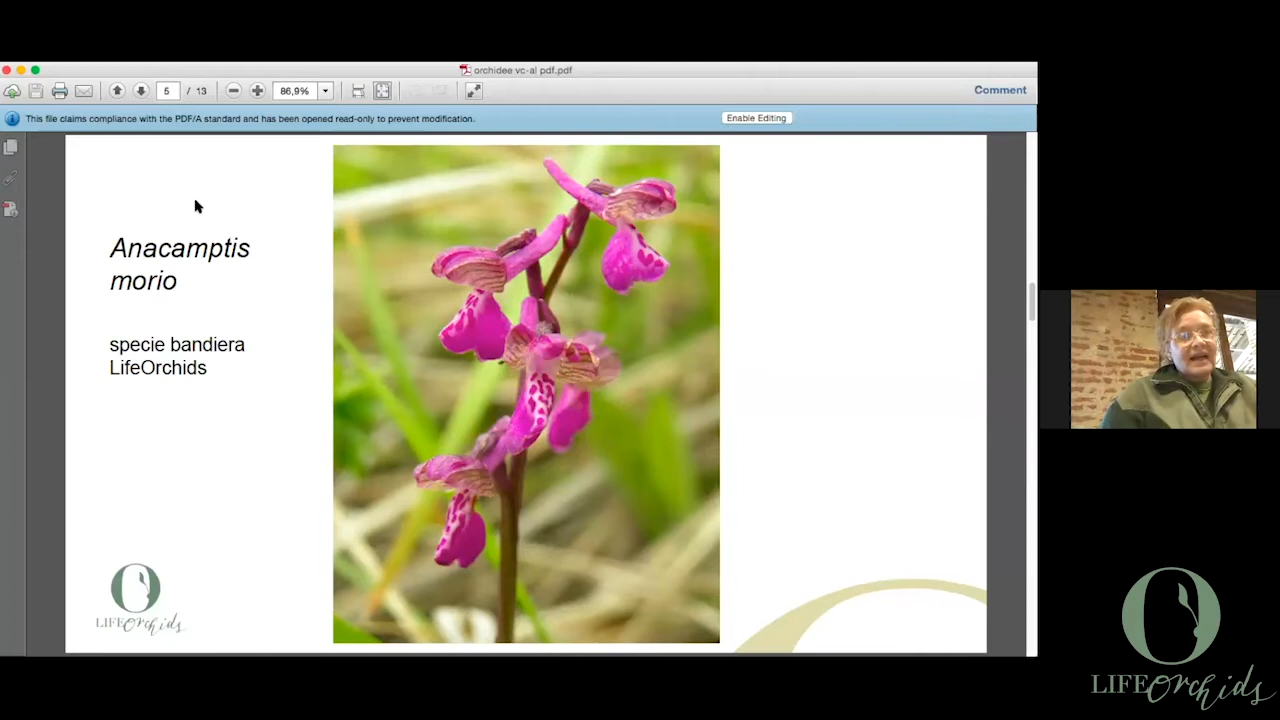 orchidee vc-al pdf.pdf
5 / 13
86,9%
Comment
This file claims compliance with the PDF/A standard and has been opened read-only to prevent modification.
Enable Editing
Anacamptis
morio
specie bandiera
LifeOrchids
LIFE Orchids
LIFE Orchids